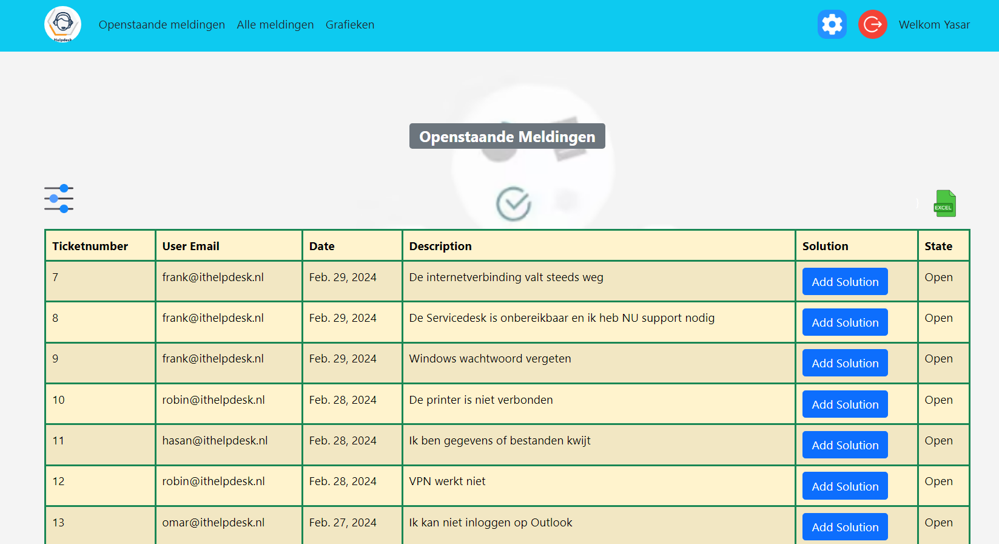 Helpdesk
Openstaande meldingen Alle meldingen Grafieken Welkom Yasar
Openstaande Meldingen
EXCEL
Ticketnumber User Email Date Description Solution State
7 frank@ithelpdesk.nl Feb. 29, 2024 De internetverbinding valt steeds weg Add Solution Open
8 frank@ithelpdesk.nl Feb. 29, 2024 De Servicedesk is onbereikbaar en ik heb NU support nodig Add Solution Open
9 frank@ithelpdesk.nl Feb. 29, 2024 Windows wachtwoord vergeten Add Solution Open
10 robin@ithelpdesk.nl Feb. 28, 2024 De printer is niet verbonden Add Solution Open
11 hasan@ithelpdesk.nl Feb. 28, 2024 Ik ben gegevens of bestanden kwijt Add Solution Open
12 robin@ithelpdesk.nl Feb. 28, 2024 VPN werkt niet Add Solution Open
13 omar@ithelpdesk.nl Feb. 27, 2024 Ik kan niet inloggen op Outlook Add Solution Open